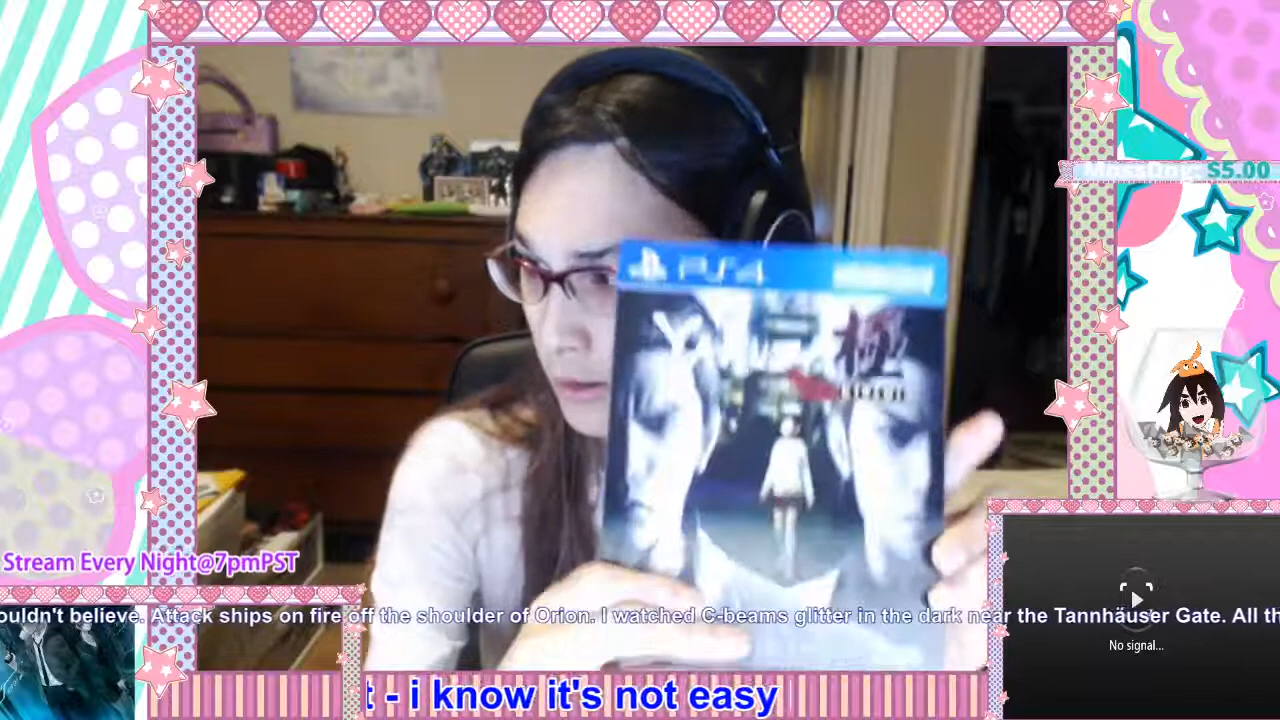 PS4
極
$5.00
Stream Every Night@7pmPST
ouldn't believe. Attack ships on fire off the shoulder of Orion. I watched C-beams glitter in the dark near the Tannhäuser Gate. All th
No signal...
t - i know it's not easy